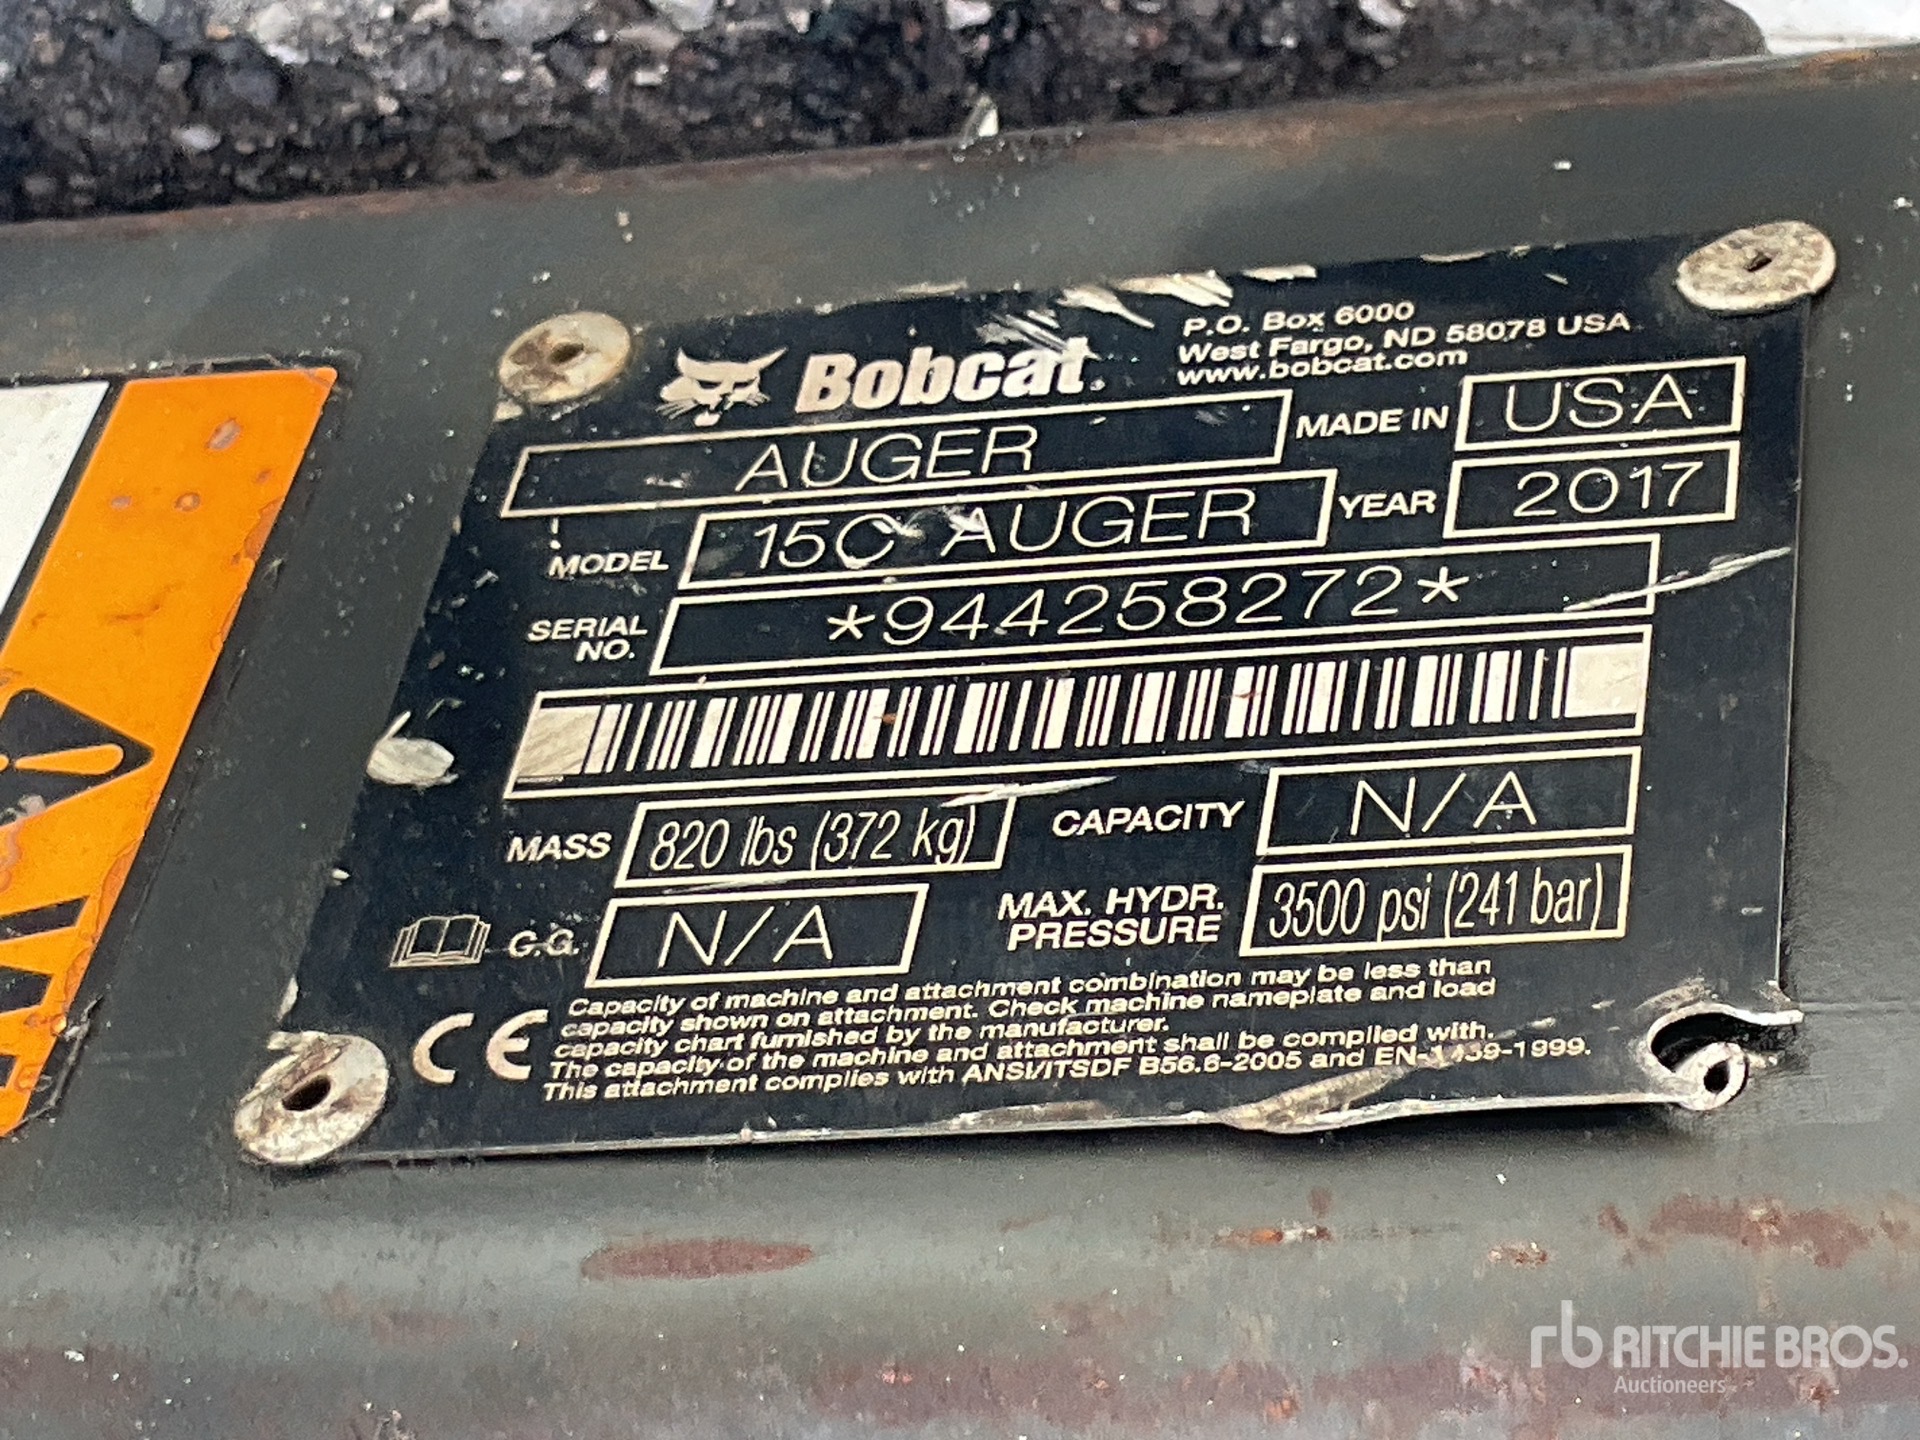 Bobcat.
P.O. Box 6000
West Fargo, ND 58078 USA
www.bobcat.com
AUGER
MADE IN USA
MODEL 15C AUGER
YEAR 2017
SERIAL NO. *944258272*
MASS 820 lbs (372 kg)
CAPACITY N/A
G.G. N/A
MAX. HYDR. PRESSURE 3500 psi (241 bar)
CE
Capacity of machine and attachment combination may be less than
capacity shown on attachment. Check machine nameplate and load
capacity chart furnished by the manufacturer.
The capacity of the machine and attachment shall be complied with.
This attachment complies with ANSI/ITSDF B56.6-2005 and EN-1459-1999.
rb RITCHIE BROS.
Auctioneers